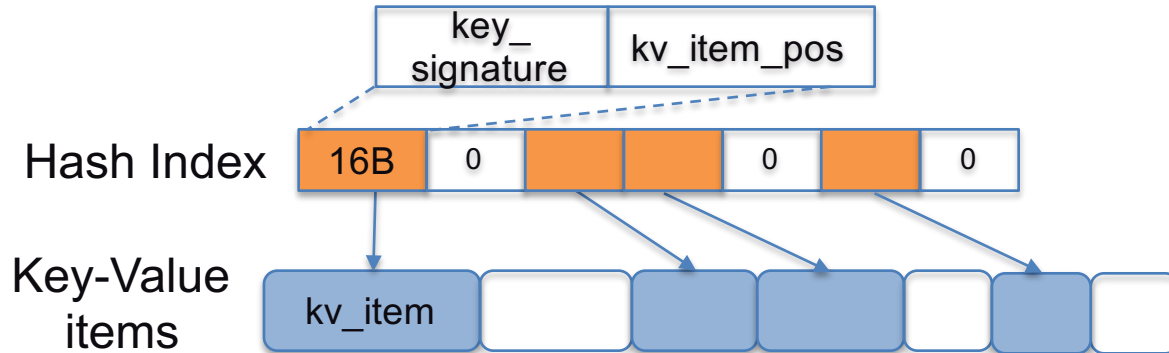 key_
signature
kv_item_pos
Hash Index
16B
0
0
0
Key-Value
items
kv_item